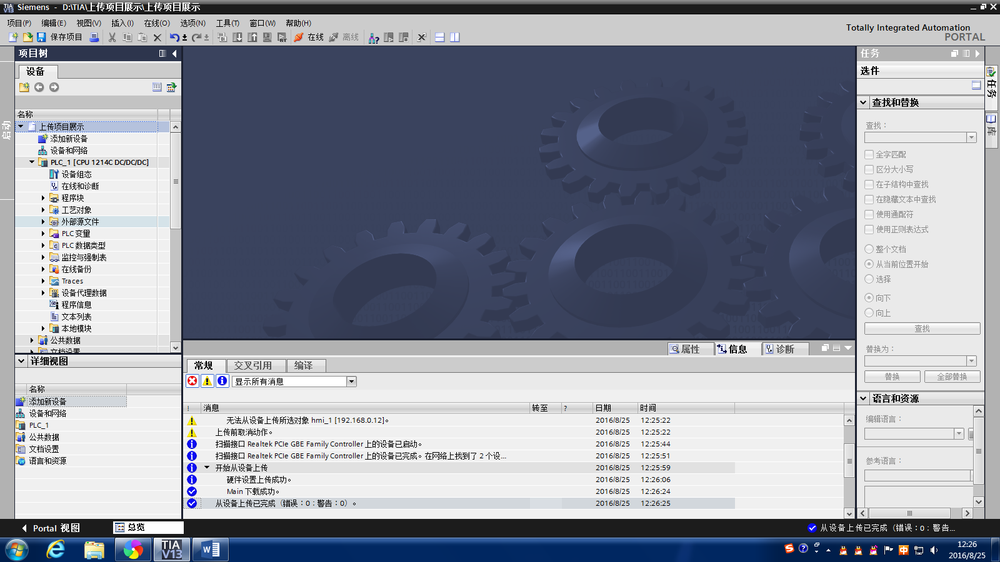 Siemens - D:\TIA\上传项目展示\上传项目展示
项目(P) 编辑(E) 视图(V) 插入(I) 在线(O) 选项(N) 工具(T) 窗口(W) 帮助(H)
Totally Integrated Automation
PORTAL
保存项目 在线 离线
项目树
设备
名称
上传项目展示
添加新设备
设备和网络
PLC_1 [CPU 1214C DC/DC/DC]
设备组态
在线和诊断
程序块
工艺对象
外部源文件
PLC 变量
PLC 数据类型
监控与强制表
在线备份
Traces
设备代理数据
程序信息
文本列表
本地模块
公共数据
文档设置
详细视图
名称
添加新设备
设备和网络
PLC_1
公共数据
文档设置
语言和资源
启动
属性 信息 诊断
常规 交叉引用 编译
显示所有消息
! 消息 转至 ? 日期 时间
无法从设备上传所选对象 hmi_1 [192.168.0.12]。 2016/8/25 12:25:22
上传前取消动作。 2016/8/25 12:25:22
扫描接口 Realtek PCIe GBE Family Controller 上的设备已启动。 2016/8/25 12:25:44
扫描接口 Realtek PCIe GBE Family Controller 上的设备已完成。在网络上找到了 2 个设... 2016/8/25 12:25:51
开始从设备上传 2016/8/25 12:25:59
硬件设置上传成功。 2016/8/25 12:26:06
Main 下载成功。 2016/8/25 12:26:24
从设备上传已完成（错误：0；警告：0）。 2016/8/25 12:26:25
任务
选件
查找和替换
查找：
全字匹配
区分大小写
在子结构中查找
在隐藏文本中查找
使用通配符
使用正则表达式
整个文档
从当前位置开始
选择
向下
向上
查找
替换为：
替换 全部替换
语言和资源
编辑语言：
参考语言：
任务
库
Portal 视图 总览
从设备上传已完成（错误：0；警告...
TIA
V13
中
12:26
2016/8/25